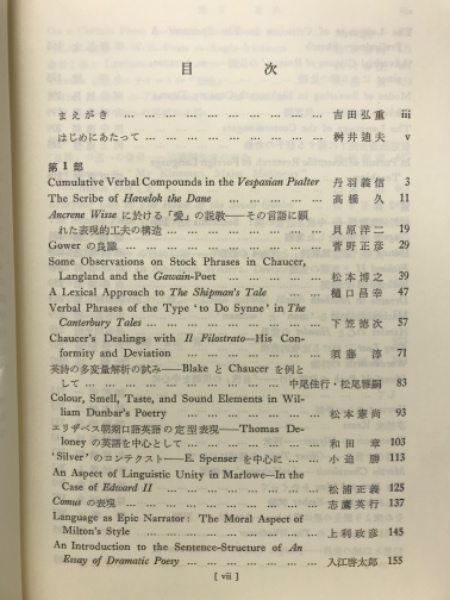 目 次
まえがき … … … … … … … … … 吉田弘重 iii
はじめにあたって … … … … … … … 桝井迪夫 v
第 I 部
Cumulative Verbal Compounds in the Vespasian Psalter 丹羽義信 3
The Scribe of Havelok the Dane … … … … 高橋 久 11
Ancrene Wisse に於ける「愛」の説教——その言語に顕
れた表現的工夫の構造 … … … … … … 貝原洋二 19
Gower の良識 … … … … … … … … 菅野正彦 29
Some Observations on Stock Phrases in Chaucer,
Langland and the Gawain-Poet … … … … 松本博之 39
A Lexical Approach to The Shipman's Tale … … 樋口昌幸 47
Verbal Phrases of the Type 'to Do Synne' in The
Canterbury Tales … … … … … … … 下笠徳次 57
Chaucer's Dealings with Il Filostrato—His Con-
formity and Deviation … … … … … … 須藤 淳 71
英詩の多変量解析の試み——Blake と Chaucer を例と
して … … … … … … … … 中尾佳行・松尾雅嗣 83
Colour, Smell, Taste, and Sound Elements in Wil-
liam Dunbar's Poetry … … … … … … 松本憲尚 93
エリザベス朝期口語英語の定型表現——Thomas De-
loney の英語を中心として … … … … … 和田 章 103
'Silver' のコンテクスト——E. Spenser を中心に … … 小迫 勝 113
An Aspect of Linguistic Unity in Marlowe—In the
Case of Edward II … … … … … … … 松浦正義 125
Comus の表現 … … … … … … … … 志鷹英行 137
Language as Epic Narrator: The Moral Aspect of
Milton's Style … … … … … … … … 上利政彦 145
An Introduction to the Sentence-Structure of An
Essay of Dramatic Poesy … … … … … 入江啓太郎 155
[ vii ]